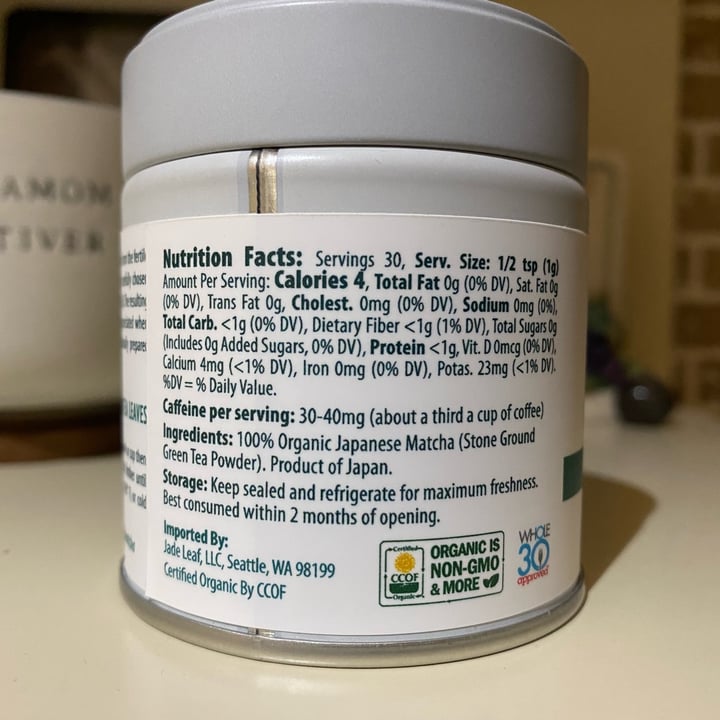 AMOM
TIVER
Nutrition Facts: Servings 30, Serv. Size: 1/2 tsp (1g)
Amount Per Serving: Calories 4, Total Fat 0g (0% DV), Sat. Fat 0g
(0% DV), Trans Fat 0g, Cholest. 0mg (0% DV), Sodium 0mg (0%),
Total Carb. <1g (0% DV), Dietary Fiber <1g (1% DV), Total Sugars 0g
(Includes 0g Added Sugars, 0% DV), Protein <1g, Vit. D 0mcg (0% DV),
Calcium 4mg (<1% DV), Iron 0mg (0% DV), Potas. 23mg (<1% DV).
%DV = % Daily Value.
Caffeine per serving: 30-40mg (about a third a cup of coffee)
Ingredients: 100% Organic Japanese Matcha (Stone Ground
Green Tea Powder). Product of Japan.
Storage: Keep sealed and refrigerate for maximum freshness.
Best consumed within 2 months of opening.
Imported By:
Jade Leaf, LLC, Seattle, WA 98199
Certified Organic By CCOF
Certified
CCOF
Organic
ORGANIC IS
NON-GMO
& MORE
WHOLE
30
approved